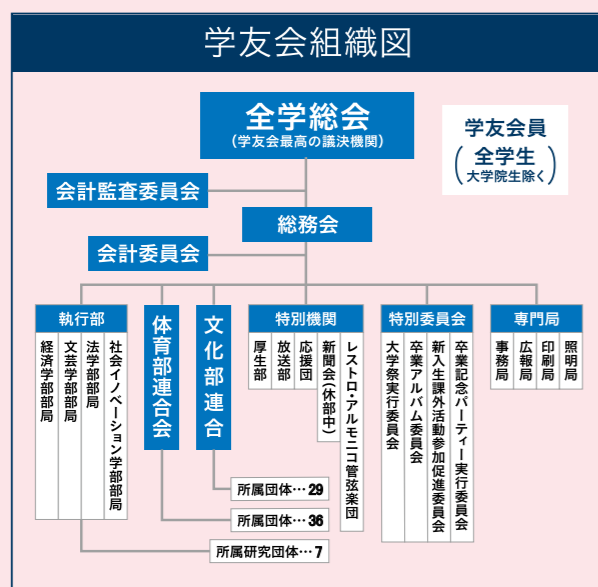 学友会組織図
全学総会
(学友会最高の議決機関)
学友会員
(全学生
大学院生除く)
会計監査委員会
総務会
会計委員会
執行部
経済学部部局
文芸学部部局
法学部部局
社会イノベーション学部部局
体育部連合会
文化部連合
特別機関
厚生部
放送部
応援団
新聞会(休部中)
レストロ・アルモニコ管弦楽団
特別委員会
大学祭実行委員会
卒業アルバム委員会
新入生課外活動参加促進委員会
卒業記念パーティー実行委員会
専門局
事務局
広報局
印刷局
照明局
所属団体…29
所属団体…36
所属研究団体…7